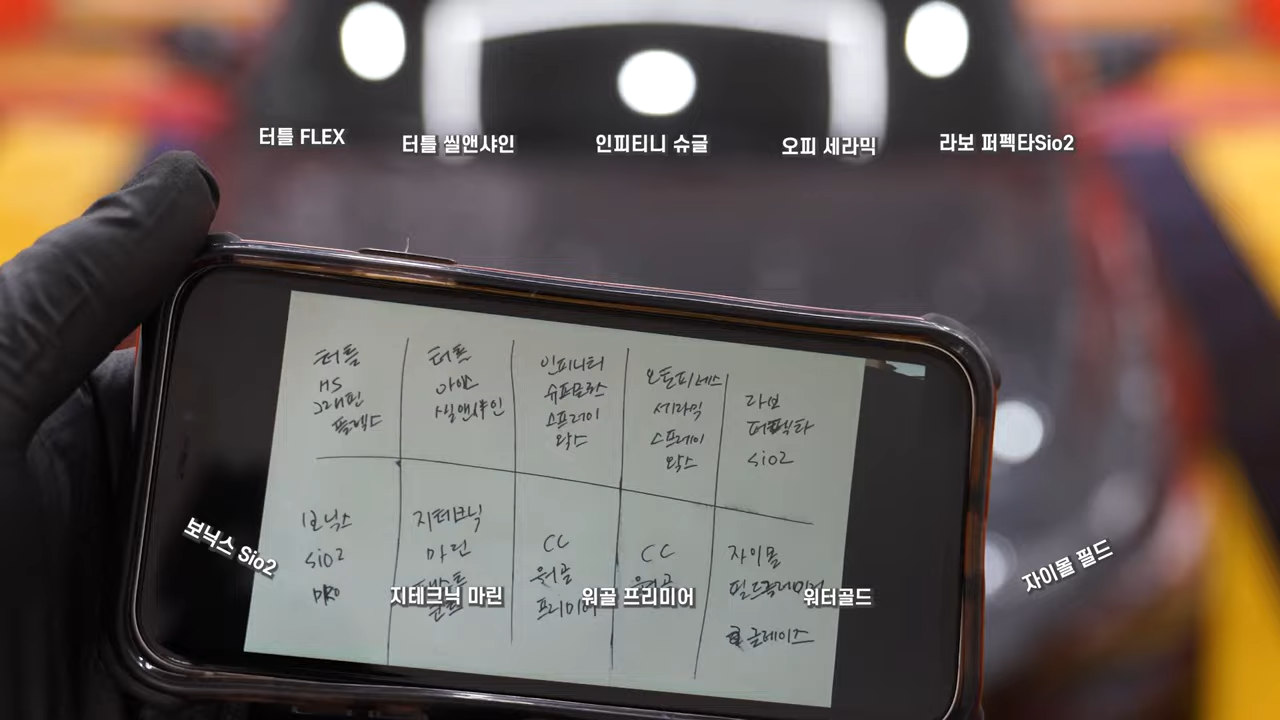 터틀 FLEX
터틀 씰앤샤인
인피티니 슈글
오피 세라믹
라보 퍼펙타Sio2
터틀
HS
그래핀
플렉스
터틀
아이스
씰앤샤인
인피니티
슈퍼글로스
스프레이
왁스
오토피네스
세라믹
스프레이
왁스
라보
퍼펙타
Sio2
보닉스
Sio2
PRO
지테크닉
마린
CC
워골
프리미어
CC
워골
자이몰
필드
글레이즈
보닉스 Sio2
지테크닉 마린
워골 프리미어
워터골드
자이몰 필드